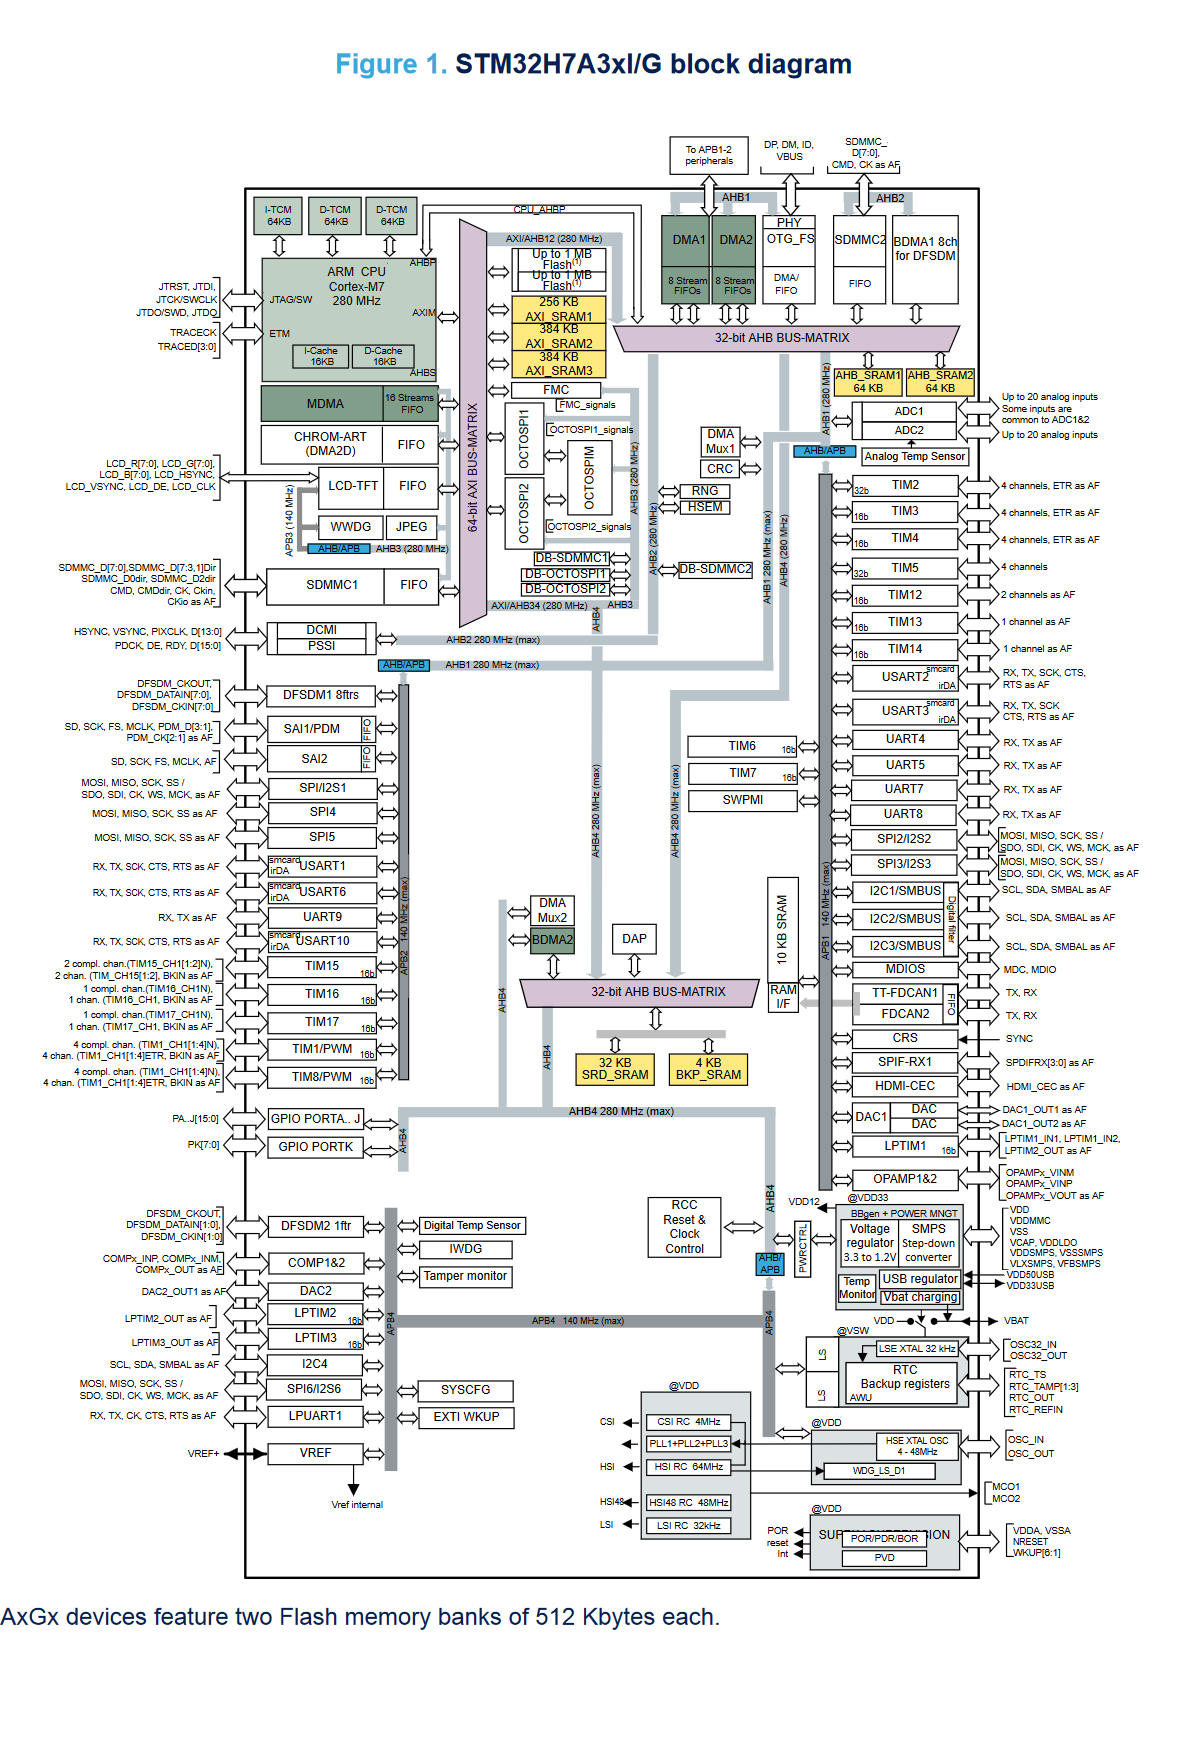 Figure 1. STM32H7A3xI/G block diagram
To APB1-2
peripherals
DP, DM, ID,
VBUS
SDMMC_
D[7:0],
CMD, CK as AF
AHB1
AHB2
I-TCM
64KB
D-TCM
64KB
D-TCM
64KB
CPU_AHBP
AHBP
ARM CPU
Cortex-M7
280 MHz
JTAG/SW
ETM
AXIM
I-Cache
16KB
D-Cache
16KB
AHBS
JTRST, JTDI,
JTCK/SWCLK
JTDO/SWD, JTDO
TRACECK
TRACED[3:0]
MDMA
16 Streams
FIFO
CHROM-ART
(DMA2D)
FIFO
LCD-TFT
FIFO
WWDG
JPEG
AHB/APB
AHB3 (280 MHz)
APB3 (140 MHz)
LCD_R[7:0], LCD_G[7:0],
LCD_B[7:0], LCD_HSYNC,
LCD_VSYNC, LCD_DE, LCD_CLK
SDMMC1
FIFO
SDMMC_D[7:0],SDMMC_D[7:3,1]Dir
SDMMC_D0dir, SDMMC_D2dir
CMD, CMDdir, CK, Ckin,
CKio as AF
64-bit AXI BUS-MATRIX
AXI/AHB12 (280 MHz)
Up to 1 MB
Flash(1)
Up to 1 MB
Flash(1)
256 KB
AXI_SRAM1
384 KB
AXI_SRAM2
384 KB
AXI_SRAM3
FMC
FMC_signals
OCTOSPI1
OCTOSPI1_signals
OCTOSPIM
OCTOSPI2
OCTOSPI2_signals
DB-SDMMC1
DB-OCTOSPI1
DB-OCTOSPI2
AXI/AHB34 (280 MHz)
AHB3
AHB3 (280 MHz)
AHB4
DMA1
8 Stream
FIFOs
DMA2
8 Stream
FIFOs
PHY
OTG_FS
DMA/
FIFO
SDMMC2
FIFO
BDMA1 8ch
for DFSDM
32-bit AHB BUS-MATRIX
AHB_SRAM1
64 KB
AHB_SRAM2
64 KB
DMA
Mux1
CRC
RNG
HSEM
DB-SDMMC2
AHB2 (280 MHz)
AHB1 280 MHz (max)
AHB4 (280 MHz)
AHB1 (280 MHz)
AHB/APB
ADC1
ADC2
Analog Temp Sensor
Up to 20 analog inputs
Some inputs are
common to ADC1&2
Up to 20 analog inputs
TIM2
32b
4 channels, ETR as AF
TIM3
16b
4 channels, ETR as AF
TIM4
16b
4 channels, ETR as AF
TIM5
32b
4 channels
TIM12
16b
2 channels as AF
TIM13
16b
1 channel as AF
TIM14
16b
1 channel as AF
USART2
smcard
irDA
RX, TX, SCK, CTS,
RTS as AF
USART3
smcard
irDA
RX, TX, SCK
CTS, RTS as AF
UART4
RX, TX as AF
UART5
RX, TX as AF
UART7
RX, TX as AF
UART8
RX, TX as AF
SPI2/I2S2
MOSI, MISO, SCK, SS /
SDO, SDI, CK, WS, MCK, as AF
SPI3/I2S3
MOSI, MISO, SCK, SS /
SDO, SDI, CK, WS, MCK, as AF
I2C1/SMBUS
SCL, SDA, SMBAL as AF
I2C2/SMBUS
SCL, SDA, SMBAL as AF
I2C3/SMBUS
SCL, SDA, SMBAL as AF
Digital filter
MDIOS
MDC, MDIO
TT-FDCAN1
TX, RX
FDCAN2
TX, RX
FIFO
CRS
SYNC
SPIF-RX1
SPDIFRX[3:0] as AF
HDMI-CEC
HDMI_CEC as AF
DAC1
DAC
DAC1_OUT1 as AF
DAC
DAC1_OUT2 as AF
LPTIM1
16b
LPTIM1_IN1, LPTIM1_IN2,
LPTIM2_OUT as AF
OPAMP1&2
OPAMPx_VINM
OPAMPx_VINP
OPAMPx_VOUT as AF
APB1 140 MHz (max)
TIM6
16b
TIM7
16b
SWPMI
10 KB SRAM
RAM
I/F
HSYNC, VSYNC, PIXCLK, D[13:0]
PDCK, DE, RDY, D[15:0]
DCMI
PSSI
AHB2 280 MHz (max)
AHB/APB
AHB1 280 MHz (max)
DFSDM_CKOUT,
DFSDM_DATAIN[7:0],
DFSDM_CKIN[7:0]
DFSDM1 8ftrs
SD, SCK, FS, MCLK, PDM_D[3:1],
PDM_CK[2:1] as AF
SAI1/PDM
FIFO
SD, SCK, FS, MCLK, AF
SAI2
FIFO
MOSI, MISO, SCK, SS /
SDO, SDI, CK, WS, MCK, as AF
SPI/I2S1
MOSI, MISO, SCK, SS as AF
SPI4
MOSI, MISO, SCK, SS as AF
SPI5
RX, TX, SCK, CTS, RTS as AF
smcard
irDA
USART1
RX, TX, SCK, CTS, RTS as AF
smcard
irDA
USART6
RX, TX as AF
UART9
RX, TX, SCK, CTS, RTS as AF
smcard
irDA
USART10
2 compl. chan.(TIM15_CH1[1:2]N),
2 chan. (TIM_CH15[1:2], BKIN as AF
TIM15
16b
1 compl. chan.(TIM16_CH1N),
1 chan. (TIM16_CH1, BKIN as AF
TIM16
16b
1 compl. chan.(TIM17_CH1N),
1 chan. (TIM17_CH1, BKIN as AF
TIM17
16b
4 compl. chan. (TIM1_CH1[1:4]N),
4 chan. (TIM1_CH1[1:4]ETR, BKIN as AF
TIM1/PWM
16b
4 compl. chan. (TIM1_CH1[1:4]N),
4 chan. (TIM1_CH1[1:4]ETR, BKIN as AF
TIM8/PWM
16b
APB2 140 MHz (max)
AHB4 280 MHz (max)
AHB4 280 MHz (max)
DMA
Mux2
BDMA2
DAP
32-bit AHB BUS-MATRIX
AHB4
AHB4
32 KB
SRD_SRAM
4 KB
BKP_SRAM
PA..J[15:0]
GPIO PORTA.. J
PK[7:0]
GPIO PORTK
AHB4
AHB4 280 MHz (max)
AHB4
DFSDM_CKOUT,
DFSDM_DATAIN[1:0],
DFSDM_CKIN[1:0]
DFSDM2 1ftr
COMPx_INP, COMPx_INM,
COMPx_OUT as AF
COMP1&2
DAC2_OUT1 as AF
DAC2
LPTIM2_OUT as AF
LPTIM2
16b
LPTIM3_OUT as AF
LPTIM3
16b
SCL, SDA, SMBAL as AF
I2C4
MOSI, MISO, SCK, SS /
SDO, SDI, CK, WS, MCK, as AF
SPI6/I2S6
RX, TX, CK, CTS, RTS as AF
LPUART1
VREF+
VREF
Vref internal
Digital Temp Sensor
IWDG
Tamper monitor
APB4
APB4 140 MHz (max)
APB4
SYSCFG
EXTI WKUP
RCC
Reset &
Clock
Control
AHB/
APB
PWRCTRL
VDD12
@VDD33
BBgen + POWER MNGT
Voltage
regulator
3.3 to 1.2V
SMPS
Step-down
converter
Temp
Monitor
USB regulator
Vbat charging
VDD
VDDMMC
VSS
VCAP, VDDLDO
VDDSMPS, VSSSMPS
VLXSMPS, VFBSMPS
VDD50USB
VDD33USB
VDD
VBAT
@VSW
LS
LS
LSE XTAL 32 kHz
RTC
Backup registers
AWU
OSC32_IN
OSC32_OUT
RTC_TS
RTC_TAMP[1:3]
RTC_OUT
RTC_REFIN
@VDD
CSI
CSI RC 4MHz
PLL1+PLL2+PLL3
HSI
HSI RC 64MHz
HSI48
HSI48 RC 48MHz
LSI
LSI RC 32kHz
@VDD
HSE XTAL OSC
4 - 48MHz
WDG_LS_D1
OSC_IN
OSC_OUT
MCO1
MCO2
@VDD
POR
reset
Int
POR/PDR/BOR
PVD
VDDA, VSSA
NRESET
WKUP[6:1]
AxGx devices feature two Flash memory banks of 512 Kbytes each.